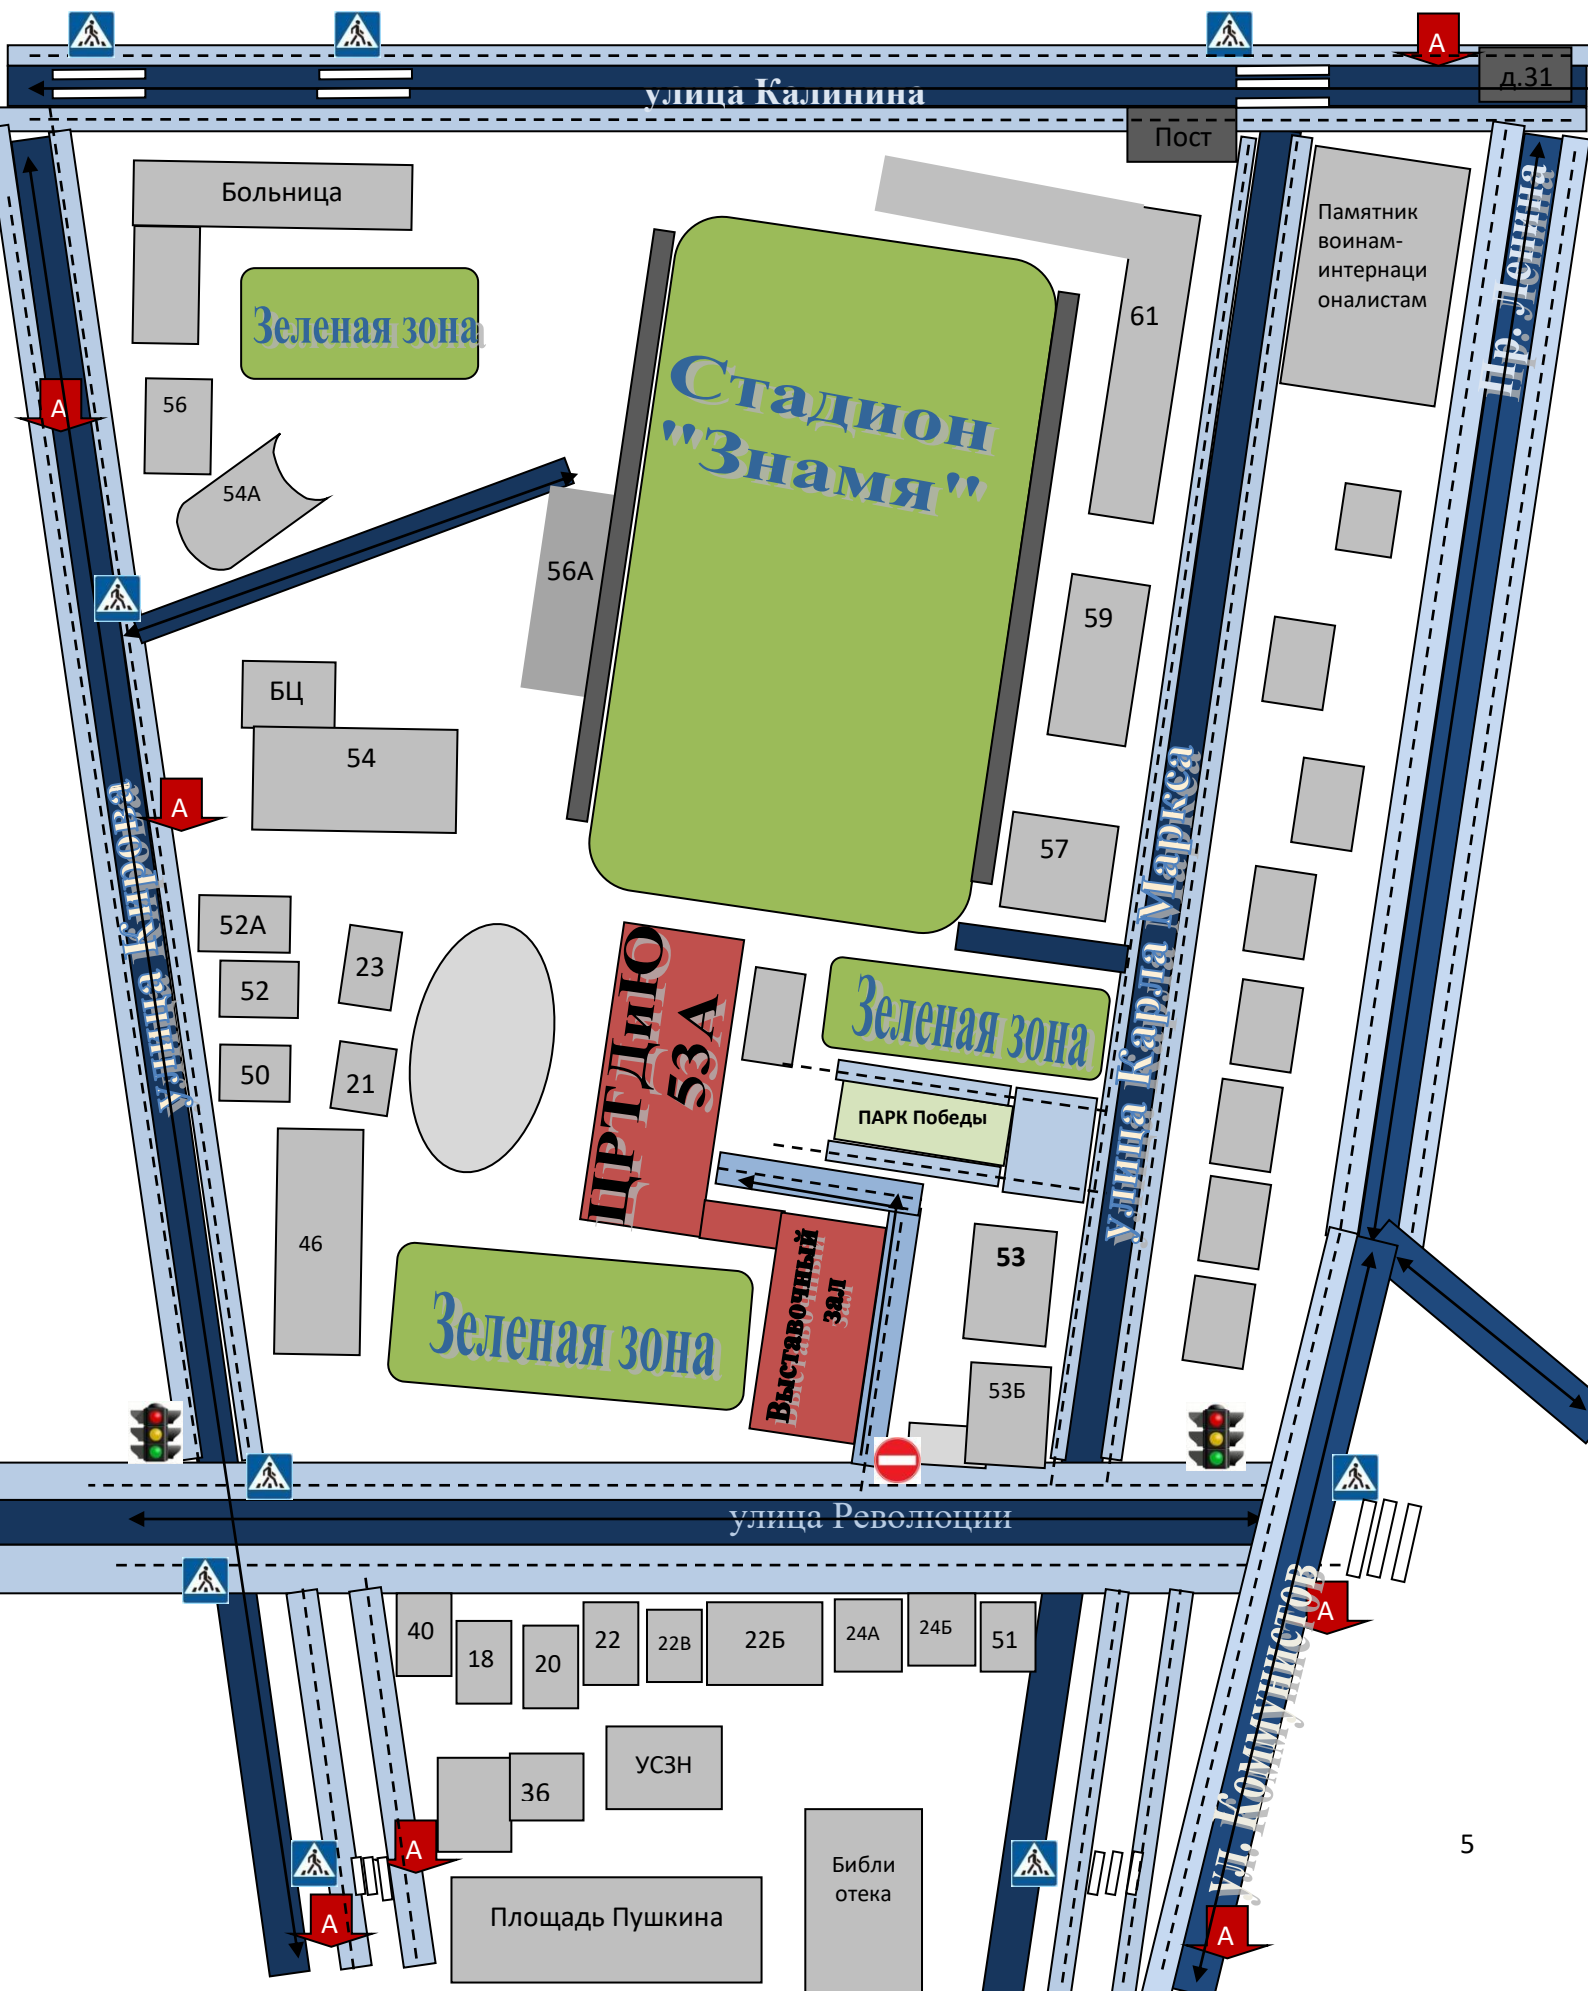 А
д.31
улица Калинина
Пост
Больница
Памятник
воинам-
интернаци
оналистам
Пр. Ленина
Зеленая зона
61
Стадион
"Знамя"
А
56
54А
56А
59
БЦ
54
А
улица Кирова
57
улица Карла Маркса
52А
23
52
ЦРТДиЮ
53А
Зеленая зона
50
21
ПАРК Победы
46
53
Зеленая зона
Выставочный
зал
53Б
улица Революции
40
18
20
22
22В
22Б
24А
24Б
51
А
ул. Коммунистов
УСЗН
36
А
5
Библи
отека
Площадь Пушкина
А
А